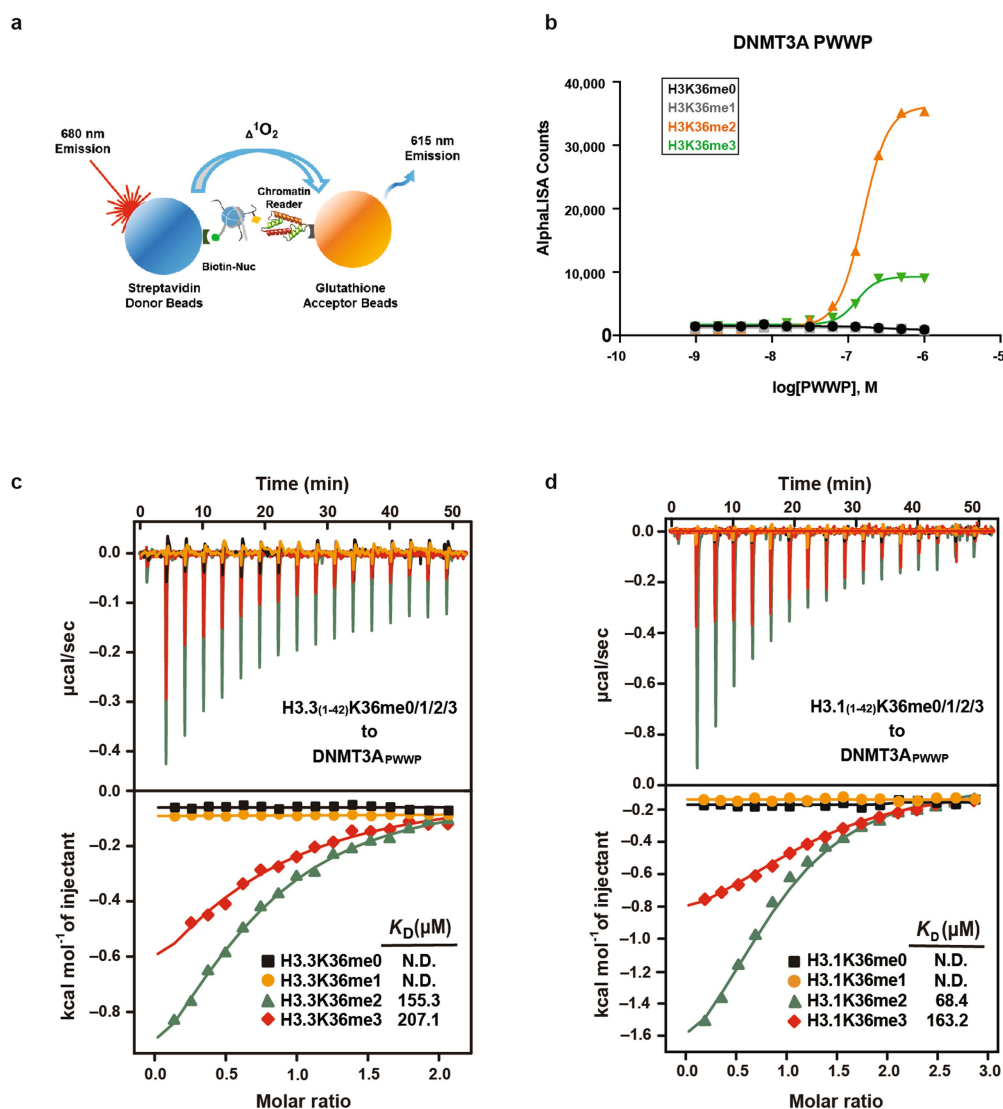 a
680 nm
Emission
Δ¹O₂
615 nm
Emission
Chromatin
Reader
Biotin-Nuc
Streptavidin
Donor Beads
Glutathione
Acceptor Beads
b
DNMT3A PWWP
H3K36me0
H3K36me1
H3K36me2
H3K36me3
40,000
30,000
20,000
10,000
0
AlphaLISA Counts
-10
-9
-8
-7
-6
-5
log[PWWP], M
c
Time (min)
0
10
20
30
40
50
0.0
–0.1
–0.2
–0.3
–0.4
µcal/sec
H3.3(1-42)K36me0/1/2/3
to
DNMT3APWWP
0.0
–0.2
–0.4
–0.6
–0.8
kcal mol⁻¹ of injectant
KD(µM)
H3.3K36me0 N.D.
H3.3K36me1 N.D.
H3.3K36me2 155.3
H3.3K36me3 207.1
0.0
0.5
1.0
1.5
2.0
Molar ratio
d
Time (min)
0
10
20
30
40
50
0.0
–0.2
–0.4
–0.6
–0.8
µcal/sec
H3.1(1-42)K36me0/1/2/3
to
DNMT3APWWP
0.0
–0.2
–0.4
–0.6
–0.8
–1.0
–1.2
–1.4
–1.6
kcal mol⁻¹ of injectant
KD(µM)
H3.1K36me0 N.D.
H3.1K36me1 N.D.
H3.1K36me2 68.4
H3.1K36me3 163.2
0.0
0.5
1.0
1.5
2.0
2.5
3.0
Molar ratio